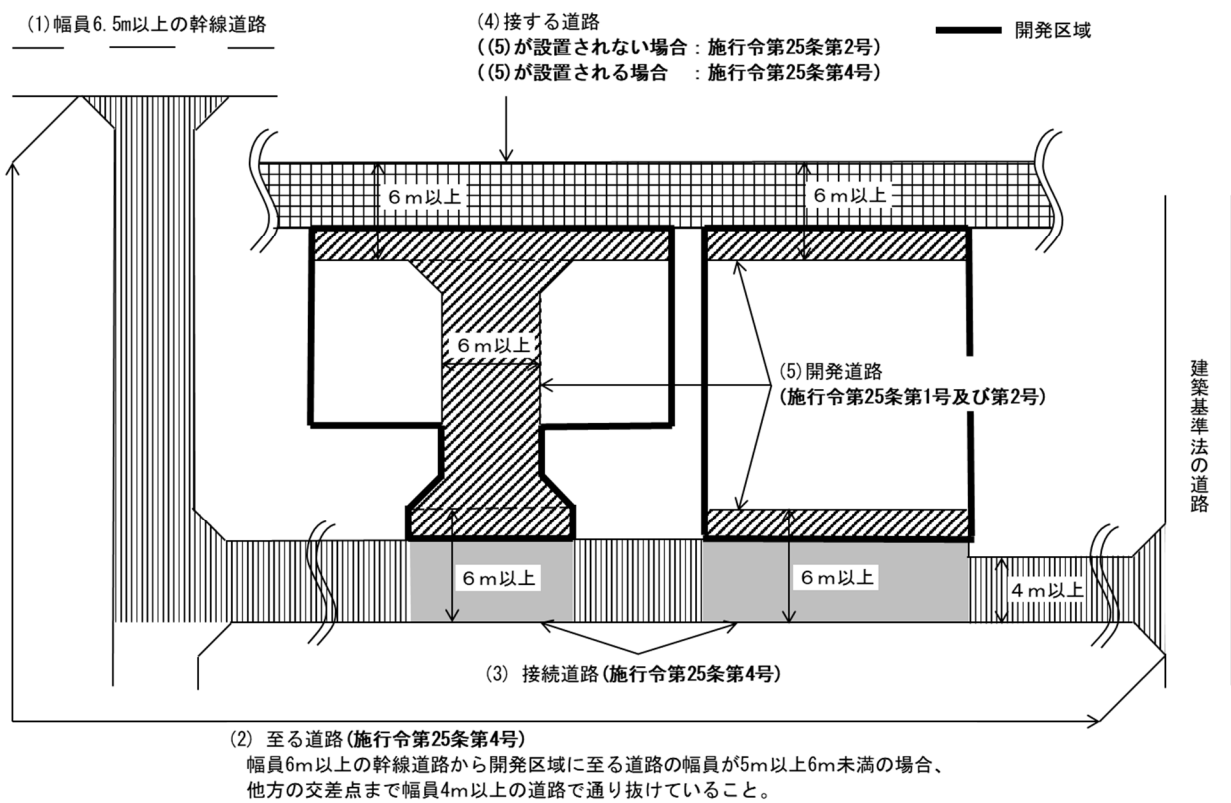 (1)幅員6.5m以上の幹線道路
(4)接する道路
((5)が設置されない場合：施行令第25条第2号)
((5)が設置される場合　：施行令第25条第4号)
開発区域
６ｍ以上
６ｍ以上
６ｍ以上
(5)開発道路
(施行令第25条第1号及び第2号)
建築基準法の道路
６ｍ以上
６ｍ以上
４ｍ以上
(3) 接続道路(施行令第25条第4号)
(2) 至る道路(施行令第25条第4号)
幅員6m以上の幹線道路から開発区域に至る道路の幅員が5m以上6m未満の場合、
他方の交差点まで幅員4m以上の道路で通り抜けていること。